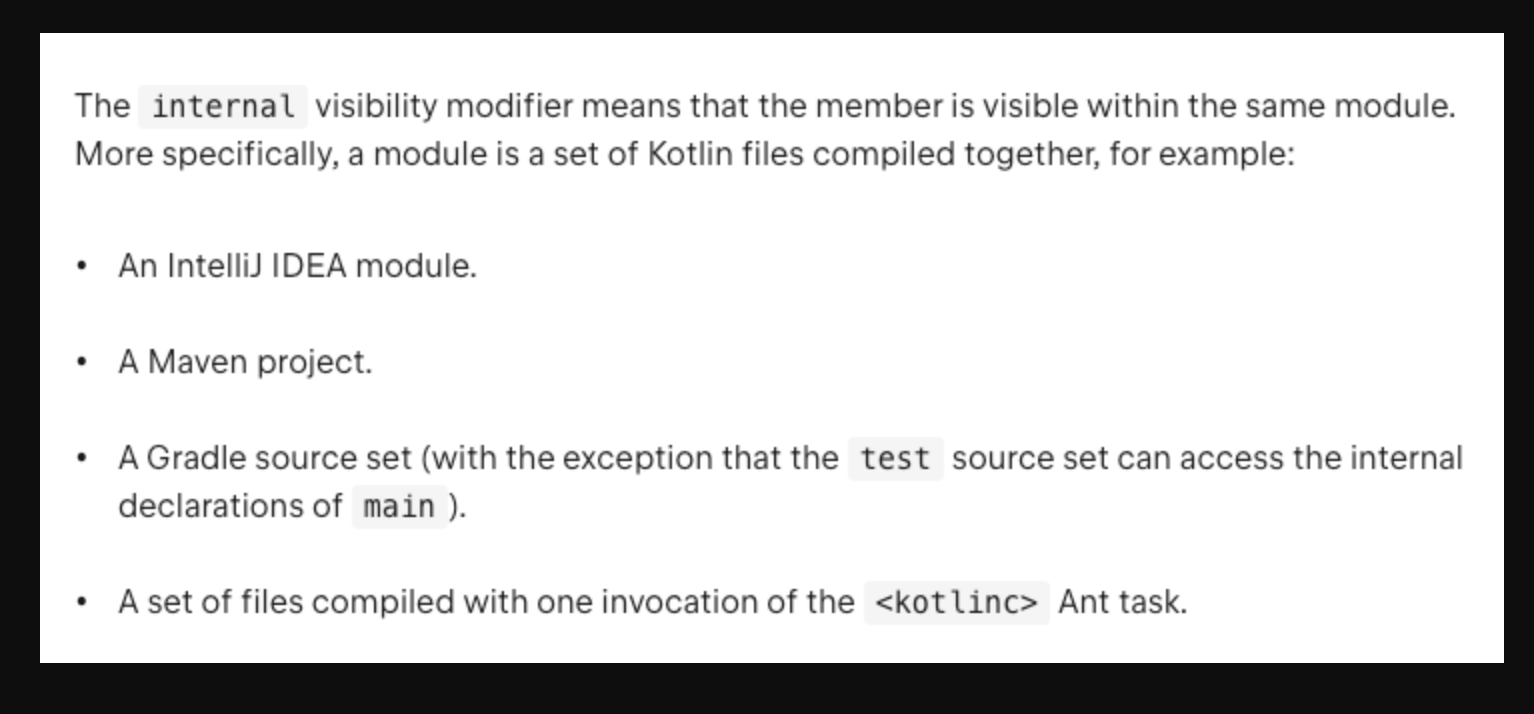 The internal visibility modifier means that the member is visible within the same module.
More specifically, a module is a set of Kotlin files compiled together, for example:
• An IntelliJ IDEA module.
• A Maven project.
• A Gradle source set (with the exception that the test source set can access the internal
declarations of main ).
• A set of files compiled with one invocation of the <kotlinc> Ant task.